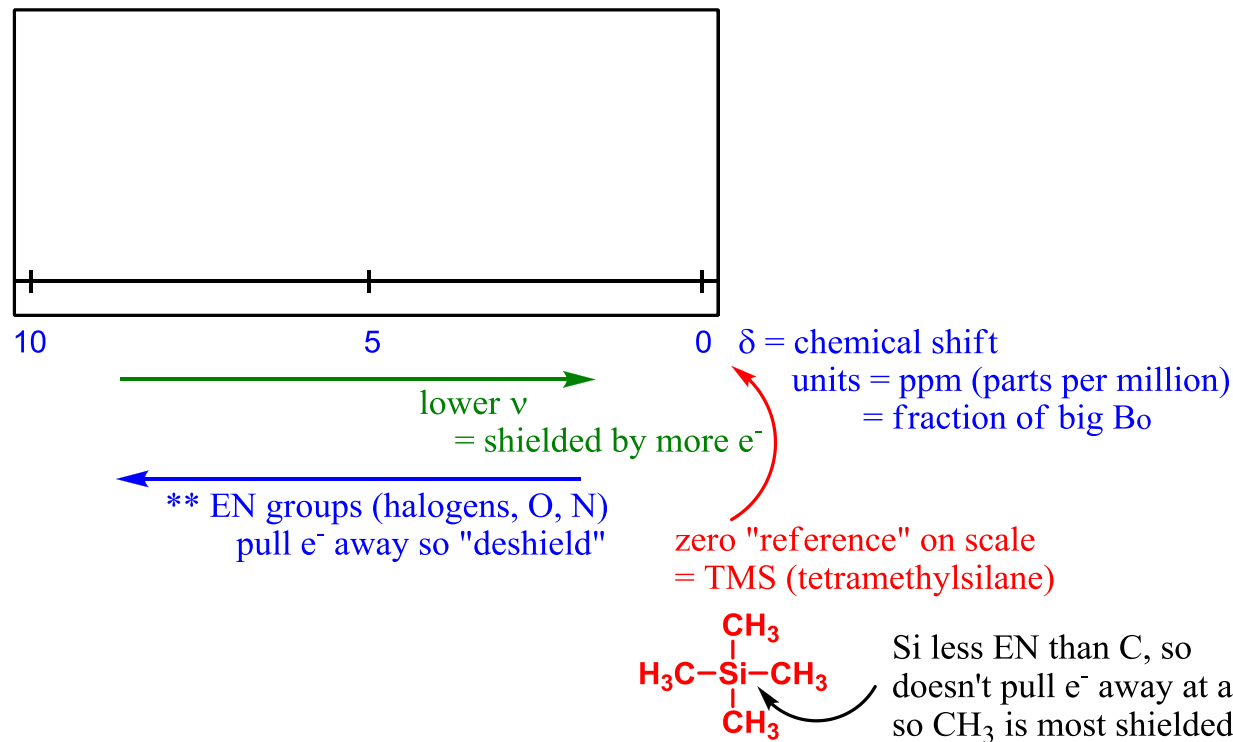 10 5 0 δ = chemical shift
units = ppm (parts per million)
= fraction of big Bo
lower ν
= shielded by more e⁻
** EN groups (halogens, O, N)
pull e⁻ away so "deshield"
zero "reference" on scale
= TMS (tetramethylsilane)
CH₃
H₃C–Si–CH₃
CH₃
Si less EN than C, so
doesn't pull e⁻ away at a
so CH₃ is most shielded